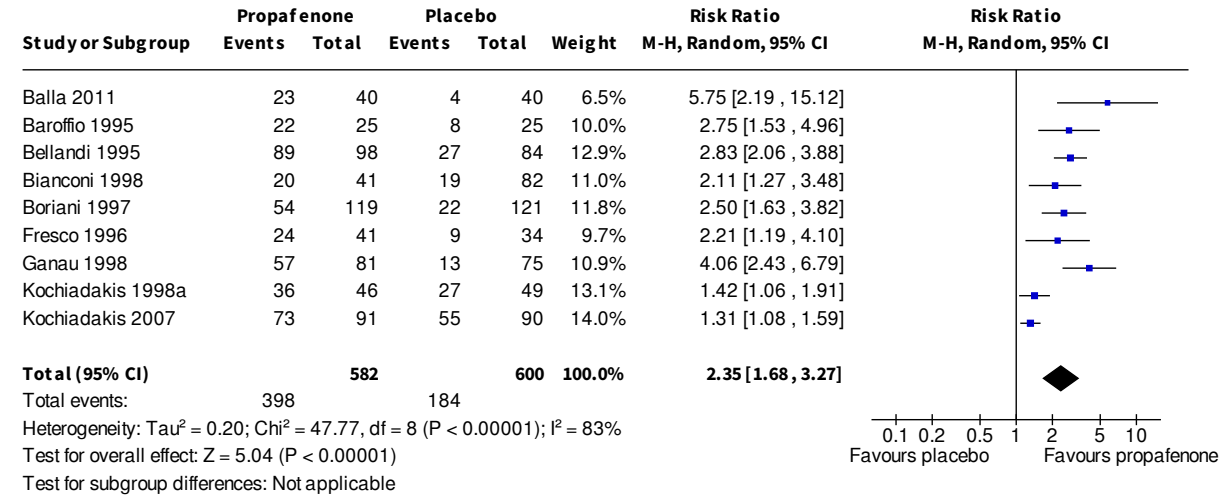 Propafenone Placebo Risk Ratio Risk Ratio
Study or Subgroup Events Total Events Total Weight M-H, Random, 95% CI M-H, Random, 95% CI
Balla 2011 23 40 4 40 6.5% 5.75 [2.19 , 15.12]
Baroffio 1995 22 25 8 25 10.0% 2.75 [1.53 , 4.96]
Bellandi 1995 89 98 27 84 12.9% 2.83 [2.06 , 3.88]
Bianconi 1998 20 41 19 82 11.0% 2.11 [1.27 , 3.48]
Boriani 1997 54 119 22 121 11.8% 2.50 [1.63 , 3.82]
Fresco 1996 24 41 9 34 9.7% 2.21 [1.19 , 4.10]
Ganau 1998 57 81 13 75 10.9% 4.06 [2.43 , 6.79]
Kochiadakis 1998a 36 46 27 49 13.1% 1.42 [1.06 , 1.91]
Kochiadakis 2007 73 91 55 90 14.0% 1.31 [1.08 , 1.59]
Total (95% CI) 582 600 100.0% 2.35 [1.68 , 3.27]
Total events: 398 184
Heterogeneity: Tau² = 0.20; Chi² = 47.77, df = 8 (P < 0.00001); I² = 83%
0.1 0.2 0.5 1 2 5 10
Test for overall effect: Z = 5.04 (P < 0.00001)
Favours placebo Favours propafenone
Test for subgroup differences: Not applicable